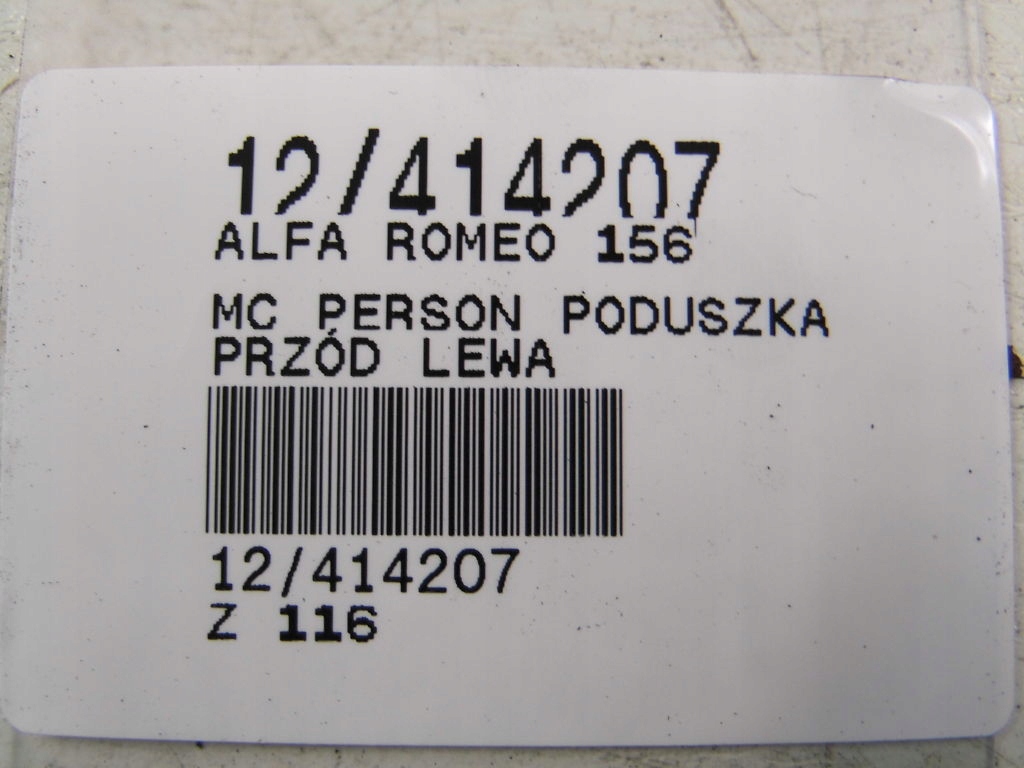 12/414207
ALFA ROMEO 156
MC PERSON PODUSZKA
PRZÓD LEWA
12/414207
Z 116